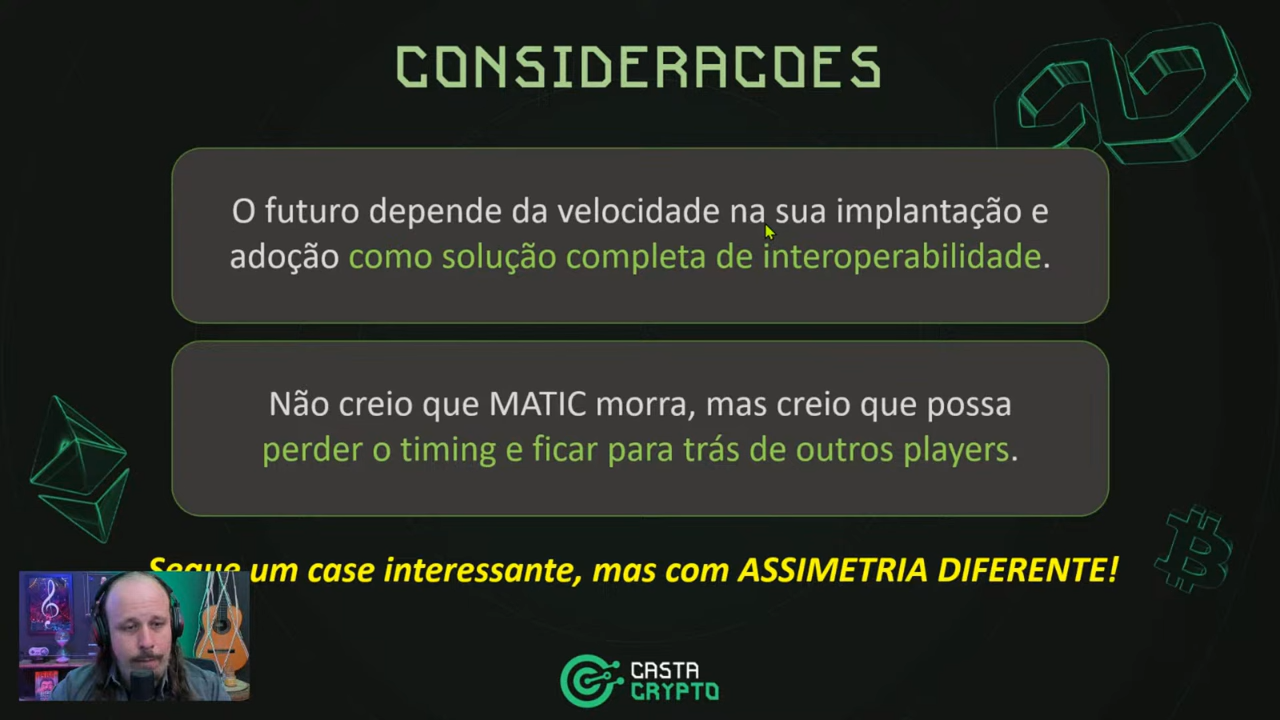 CONSIDERACOES
O futuro depende da velocidade na sua implantação e
adoção como solução completa de interoperabilidade.
Não creio que MATIC morra, mas creio que possa
perder o timing e ficar para trás de outros players.
Segue um case interessante, mas com ASSIMETRIA DIFERENTE!
CASTA
CRYPTO